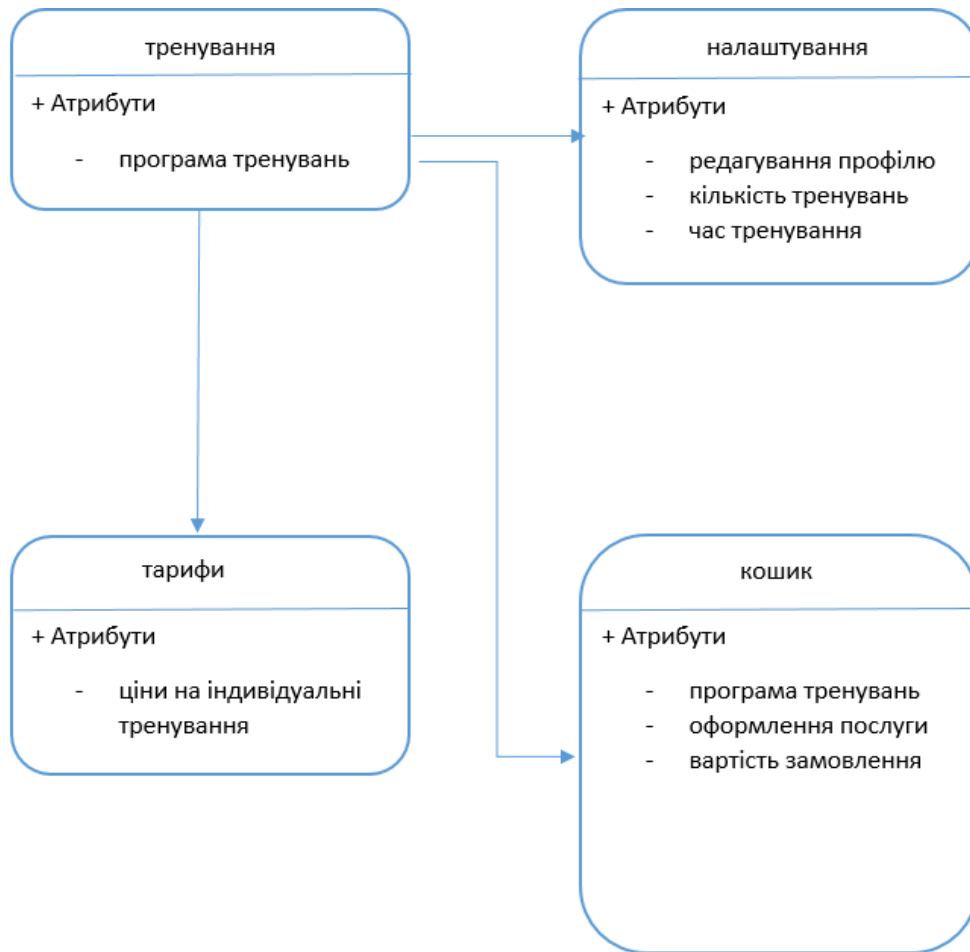 тренування
+ Атрибути
- програма тренувань
налаштування
+ Атрибути
- редагування профілю
- кількість тренувань
- час тренування
тарифи
+ Атрибути
- ціни на індивідуальні
тренування
кошик
+ Атрибути
- програма тренувань
- оформлення послуги
- вартість замовлення